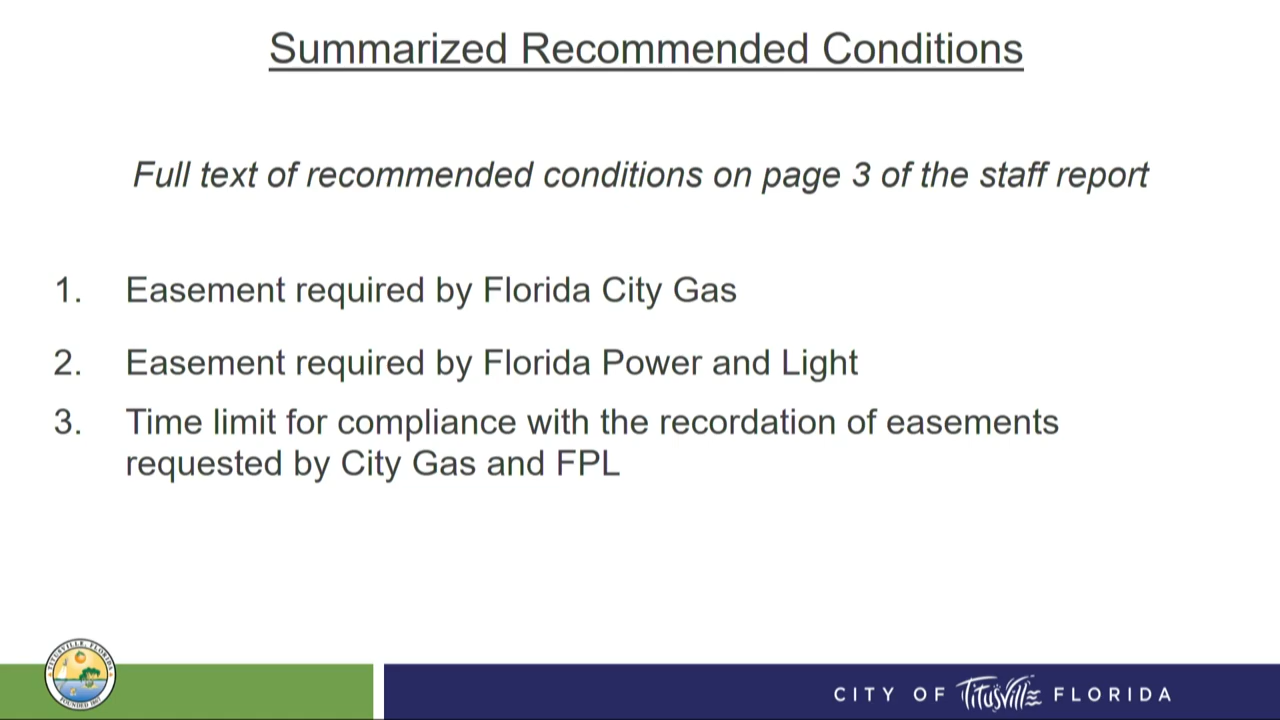 Summarized Recommended Conditions
Full text of recommended conditions on page 3 of the staff report
1. Easement required by Florida City Gas
2. Easement required by Florida Power and Light
3. Time limit for compliance with the recordation of easements
requested by City Gas and FPL
TITUSVILLE, FLORIDA
CITY OF Titusville FLORIDA